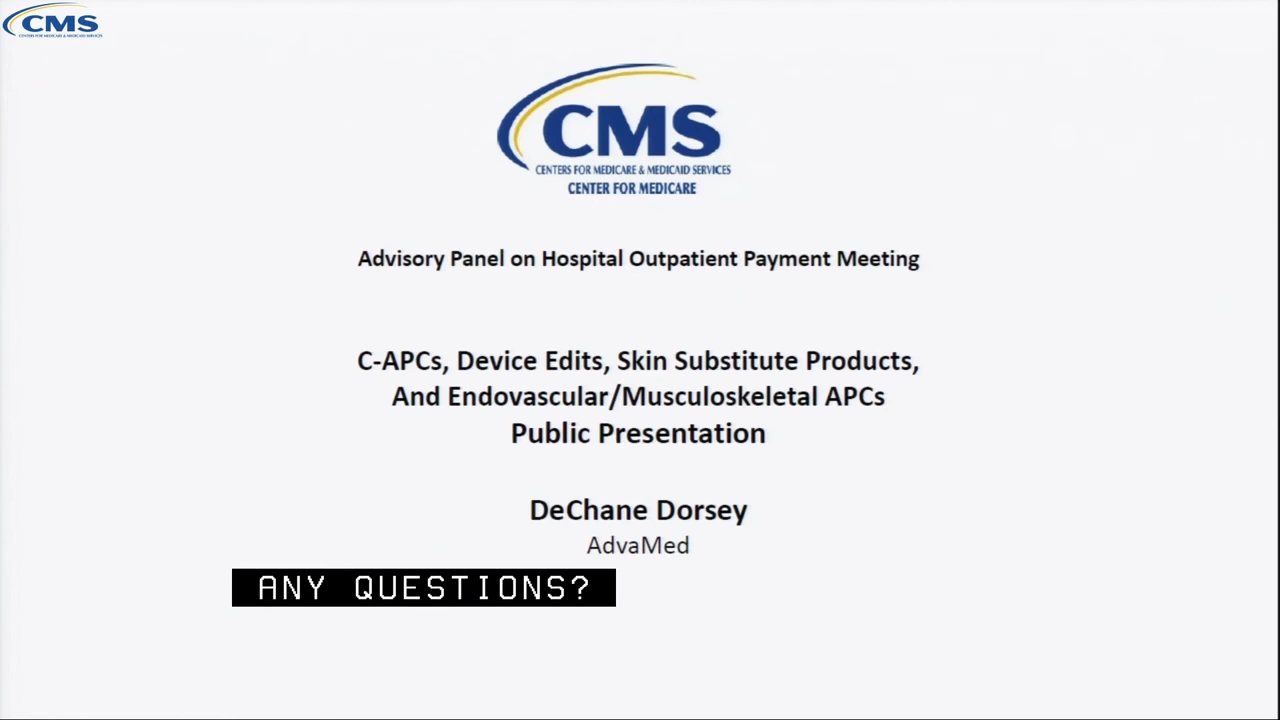 CMS
CENTERS FOR MEDICARE & MEDICAID SERVICES
CMS
CENTERS FOR MEDICARE & MEDICAID SERVICES
CENTER FOR MEDICARE
Advisory Panel on Hospital Outpatient Payment Meeting
C-APCs, Device Edits, Skin Substitute Products,
And Endovascular/Musculoskeletal APCs
Public Presentation
DeChane Dorsey
AdvaMed
ANY QUESTIONS?